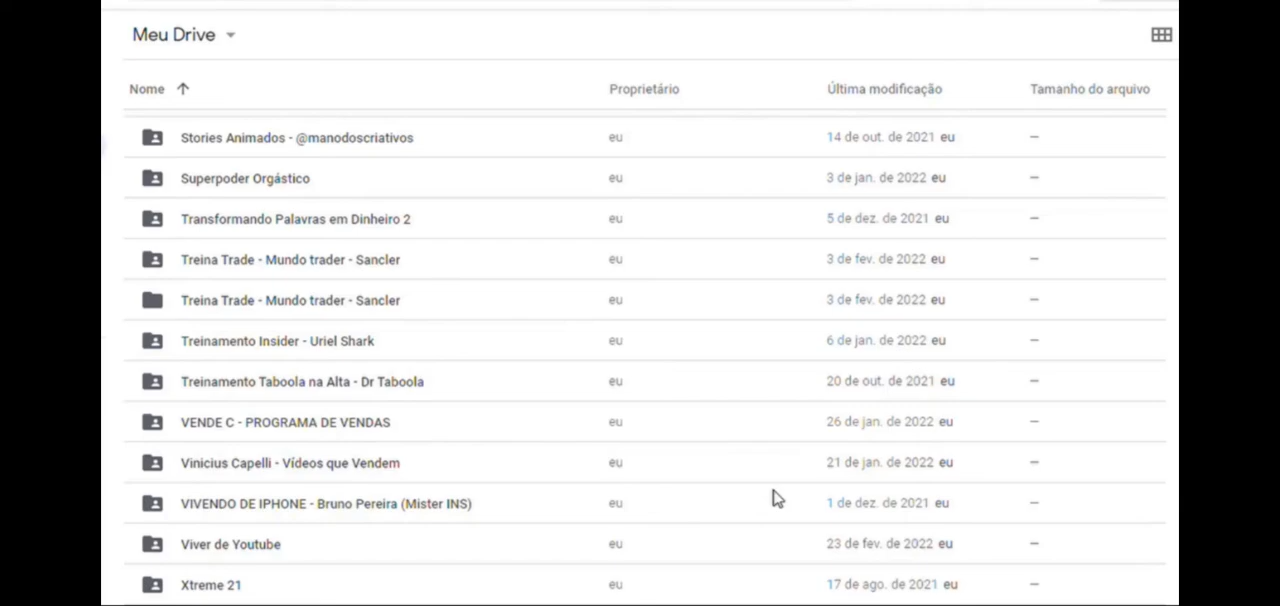 Meu Drive
Nome Proprietário Última modificação Tamanho do arquivo
Stories Animados - @manodoscriativos eu 14 de out. de 2021 eu –
Superpoder Orgástico eu 3 de jan. de 2022 eu –
Transformando Palavras em Dinheiro 2 eu 5 de dez. de 2021 eu –
Treina Trade - Mundo trader - Sancler eu 3 de fev. de 2022 eu –
Treina Trade - Mundo trader - Sancler eu 3 de fev. de 2022 eu –
Treinamento Insider - Uriel Shark eu 6 de jan. de 2022 eu –
Treinamento Taboola na Alta - Dr Taboola eu 20 de out. de 2021 eu –
VENDE C - PROGRAMA DE VENDAS eu 26 de jan. de 2022 eu –
Vinicius Capelli - Vídeos que Vendem eu 21 de jan. de 2022 eu –
VIVENDO DE IPHONE - Bruno Pereira (Mister INS) eu 1 de dez. de 2021 eu –
Viver de Youtube eu 23 de fev. de 2022 eu –
Xtreme 21 eu 17 de ago. de 2021 eu –